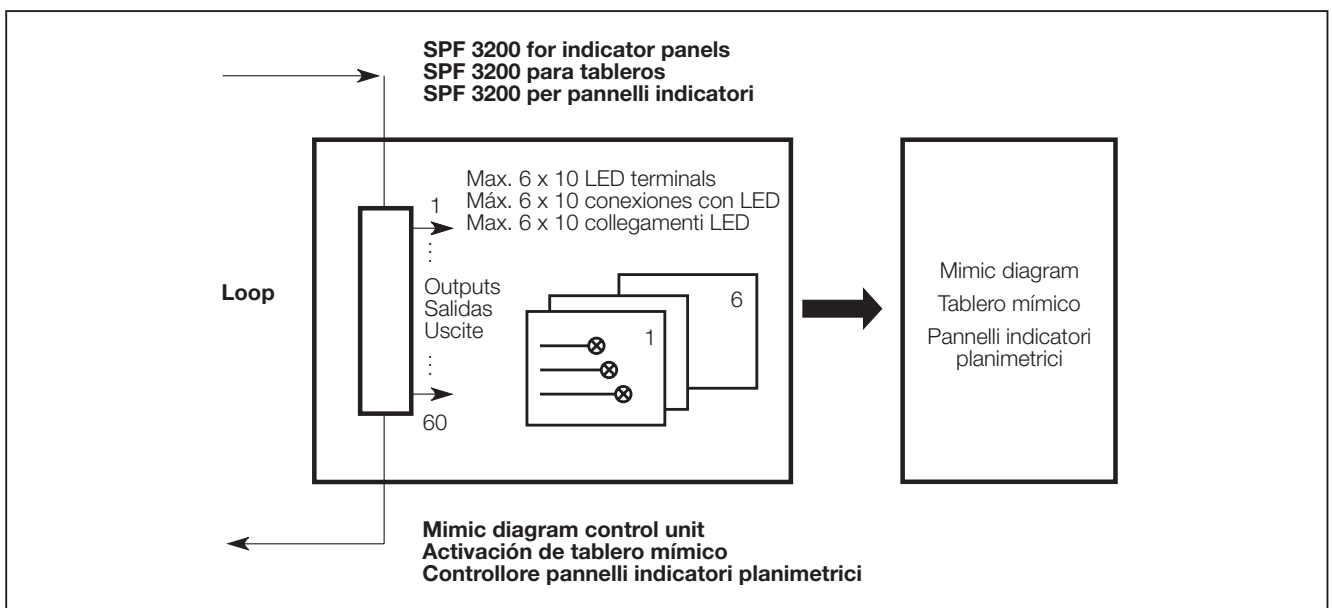 SPF 3200 for indicator panels
SPF 3200 para tableros
SPF 3200 per pannelli indicatori
Max. 6 x 10 LED terminals
Máx. 6 x 10 conexiones con LED
Max. 6 x 10 collegamenti LED
1
Loop
Outputs
Salidas
Uscite
60
1
6
Mimic diagram
Tablero mímico
Pannelli indicatori
planimetrici
Mimic diagram control unit
Activación de tablero mímico
Controllore pannelli indicatori planimetrici